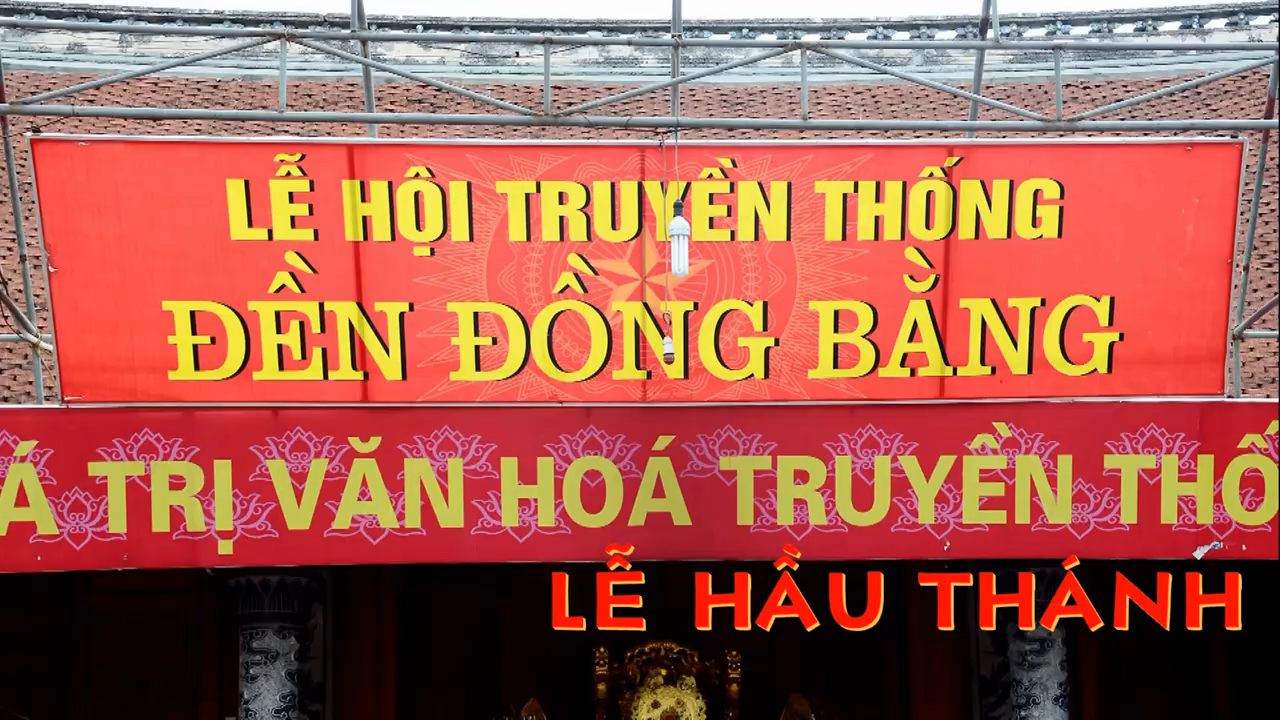 LỄ HỘI TRUYỀN THỐNG
ĐỀN ĐỒNG BẰNG
TRỊ VĂN HOÁ TRUYỀN
LỄ HẦU THÁNH